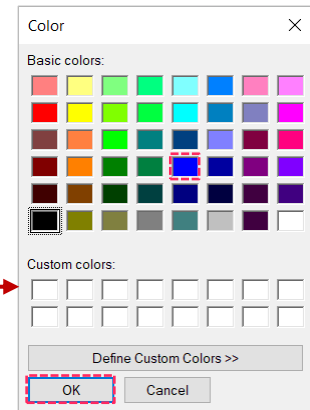 Color
Basic colors:
Custom colors:
Define Custom Colors >>
OK Cancel